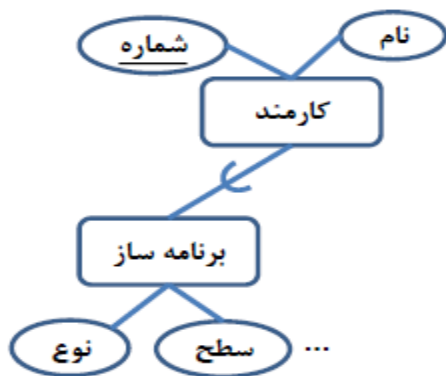 نام
شماره
کارمند
برنامه ساز
نوع
سطح
...